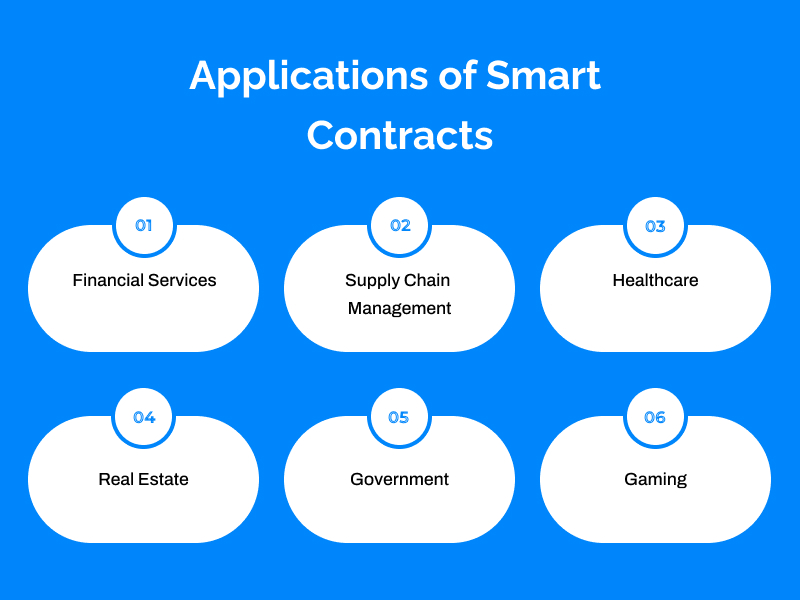 Applications of Smart
Contracts
01
Financial Services
02
Supply Chain
Management
03
Healthcare
04
Real Estate
05
Government
06
Gaming